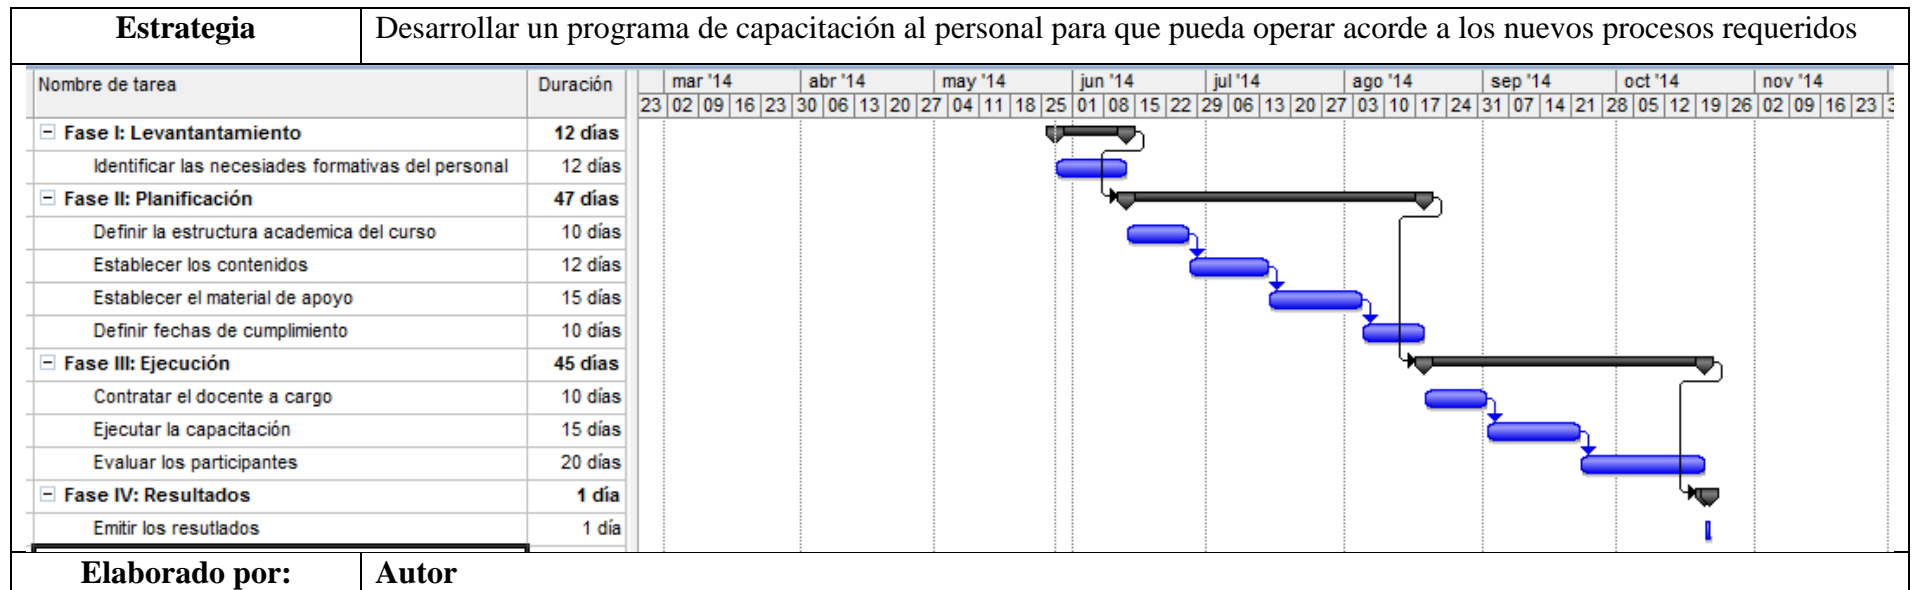 Estrategia Desarrollar un programa de capacitación al personal para que pueda operar acorde a los nuevos procesos requeridos
Nombre de tarea Duración mar '14 abr '14 may '14 jun '14 jul '14 ago '14 sep '14 oct '14 nov '14
23 02 09 16 23 30 06 13 20 27 04 11 18 25 01 08 15 22 29 06 13 20 27 03 10 17 24 31 07 14 21 28 05 12 19 26 02 09 16 23
Fase I: Levantantamiento 12 días
Identificar las necesiades formativas del personal 12 días
Fase II: Planificación 47 días
Definir la estructura academica del curso 10 días
Establecer los contenidos 12 días
Establecer el material de apoyo 15 días
Definir fechas de cumplimiento 10 días
Fase III: Ejecución 45 días
Contratar el docente a cargo 10 días
Ejecutar la capacitación 15 días
Evaluar los participantes 20 días
Fase IV: Resultados 1 día
Emitir los resutlados 1 día
Elaborado por: Autor